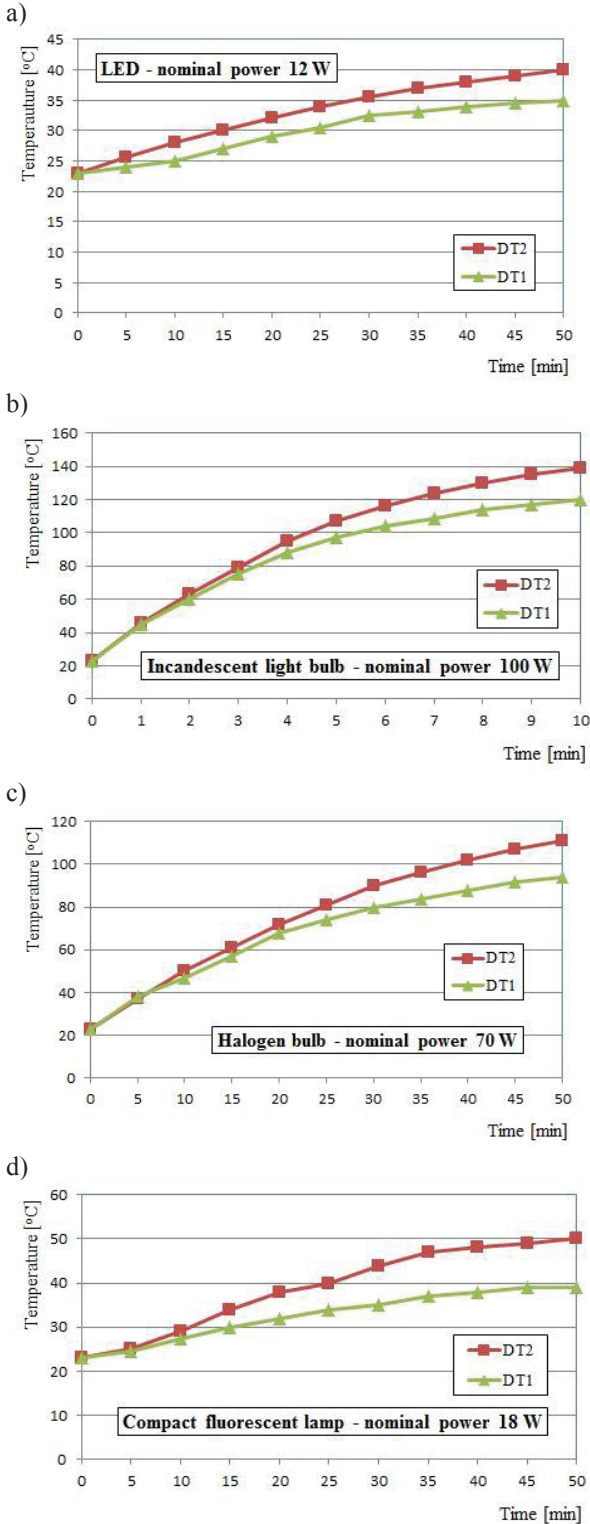 a)
Temperauture [°C]
45
40
35
30
25
20
15
10
5
0
LED - nominal power 12 W
DT2
DT1
0 5 10 15 20 25 30 35 40 45 50
Time [min]
b)
Temperature [°C]
160
140
120
100
80
60
40
20
0
DT2
DT1
Incandescent light bulb - nominal power 100 W
0 1 2 3 4 5 6 7 8 9 10
Time [min]
c)
Temperature [°C]
120
100
80
60
40
20
0
DT2
DT1
Halogen bulb - nominal power 70 W
0 5 10 15 20 25 30 35 40 45 50
Time [min]
d)
Temperature [°C]
60
50
40
30
20
10
0
DT2
DT1
Compact fluorescent lamp - nominal power 18 W
0 5 10 15 20 25 30 35 40 45 50
Time [min]